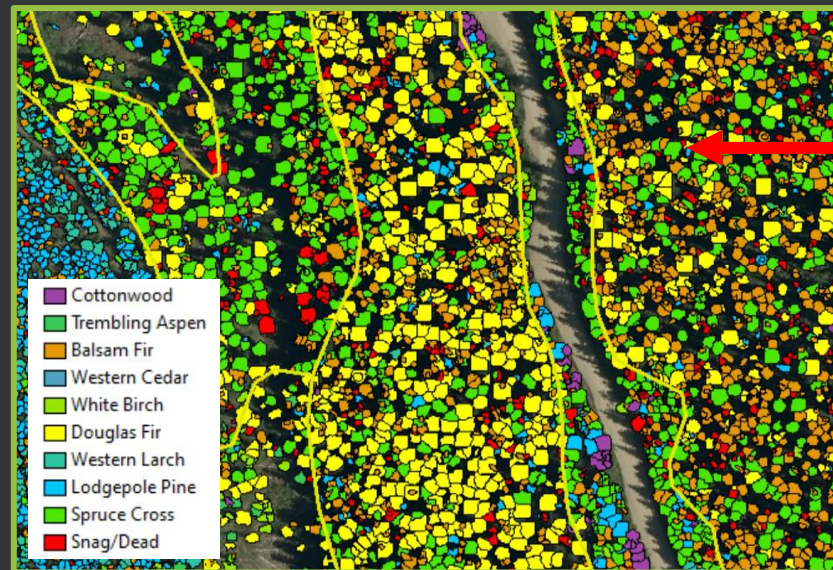 Cottonwood
Trembling Aspen
Balsam Fir
Western Cedar
White Birch
Douglas Fir
Western Larch
Lodgepole Pine
Spruce Cross
Snag/Dead